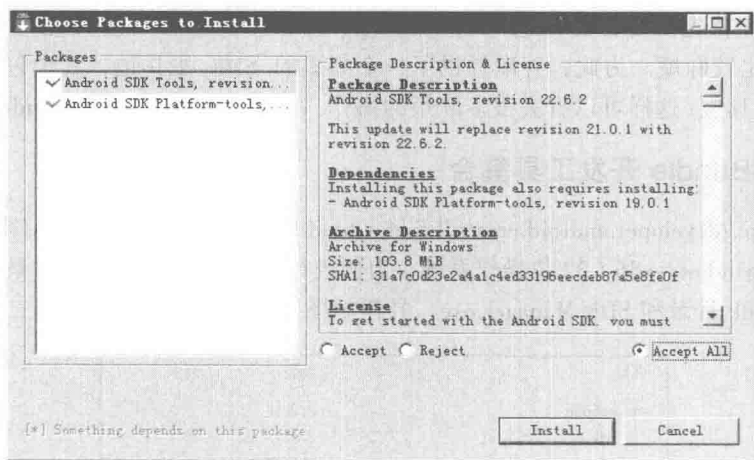 Choose Packages to Install
Packages
Android SDK Tools, revision...
Android SDK Platform-tools,...
Package Description & License
Package Description
Android SDK Tools, revision 22.6.2
This update will replace revision 21.0.1 with
revision 22.6.2.
Dependencies
Installing this package also requires installing:
- Android SDK Platform-tools, revision 19.0.1
Archive Description
Archive for Windows
Size: 103.8 MiB
SHA1: 31a7c0d23e2a4a1c4ed33196eecdeb87a5e8fe0f
License
To get started with the Android SDK, you must
Accept
Reject
Accept All
[*] Something depends on this package
Install
Cancel